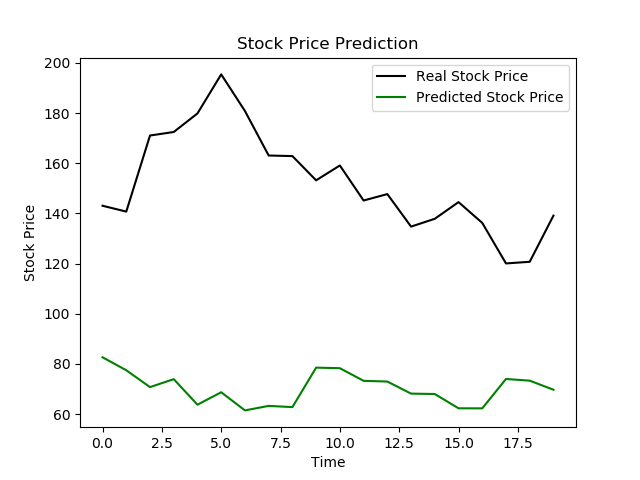 Stock Price Prediction
Real Stock Price
Predicted Stock Price
200
180
160
140
120
100
80
60
Stock Price
0.0 2.5 5.0 7.5 10.0 12.5 15.0 17.5
Time